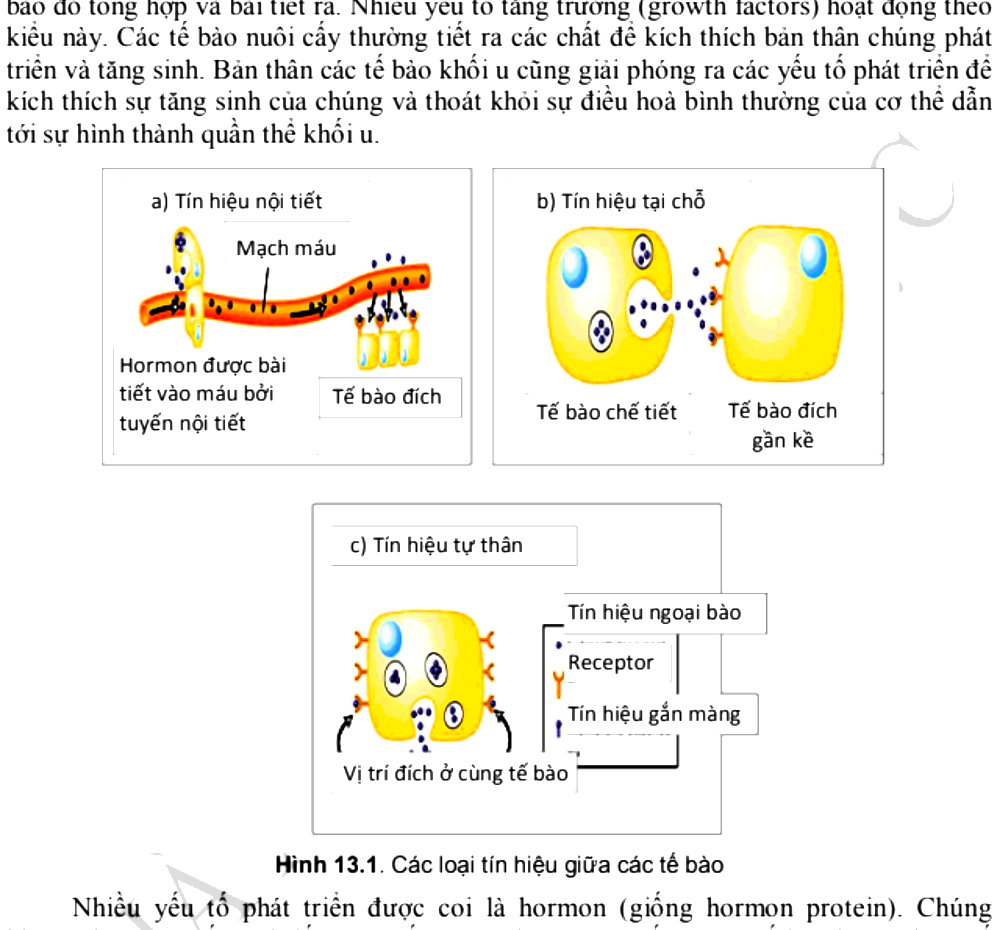 bào đó tổng hợp và bài tiết ra. Nhiều yếu tố tăng trưởng (growth factors) hoạt động theo
kiểu này. Các tế bào nuôi cấy thường tiết ra các chất để kích thích bản thân chúng phát
triển và tăng sinh. Bản thân các tế bào khối u cũng giải phóng ra các yếu tố phát triển để
kích thích sự tăng sinh của chúng và thoát khỏi sự điều hoà bình thường của cơ thể dẫn
tới sự hình thành quần thể khối u.
a) Tín hiệu nội tiết
Mạch máu
Hormon được bài
tiết vào máu bởi
tuyến nội tiết
Tế bào đích
b) Tín hiệu tại chỗ
Tế bào chế tiết
Tế bào đích
gần kề
c) Tín hiệu tự thân
Tín hiệu ngoại bào
Receptor
Tín hiệu gắn màng
Vị trí đích ở cùng tế bào
Hình 13.1. Các loại tín hiệu giữa các tế bào
Nhiều yếu tố phát triển được coi là hormon (giống hormon protein). Chúng